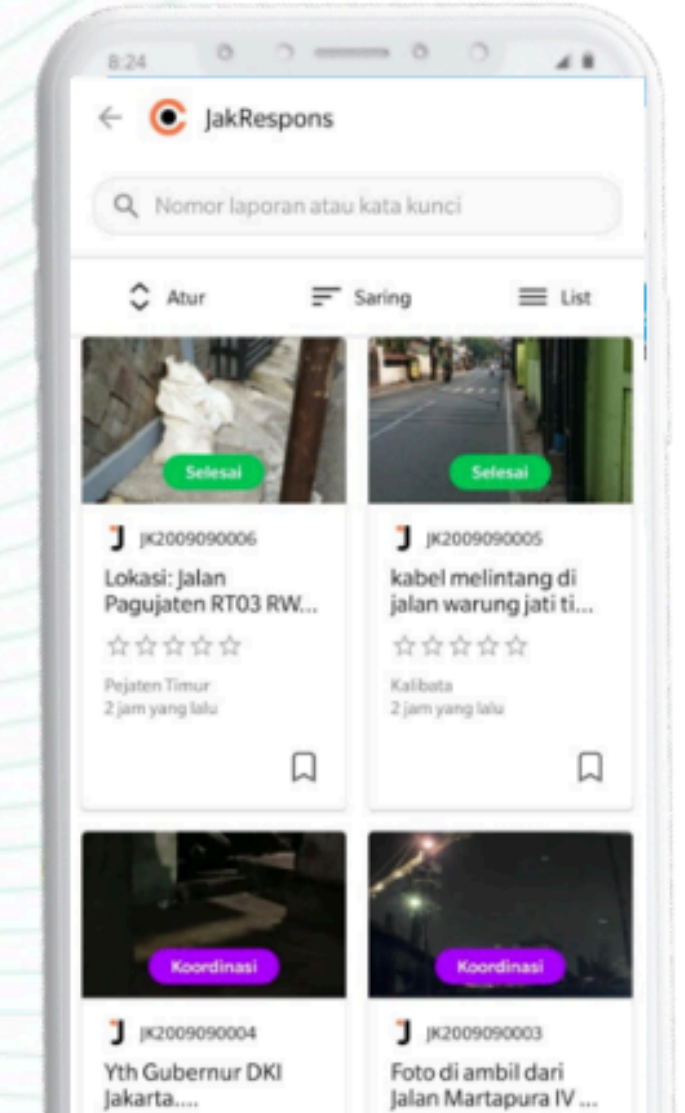 8:24
JakRespons
Nomor laporan atau kata kunci
Atur
Saring
List
Selesai
Selesai
JK2009090006
JK2009090005
Lokasi: Jalan
Pagujaten RT03 RW...
kabel melintang di
jalan warung jati ti...
Pejaten Timur
2 jam yang lalu
Kalibata
2 jam yang lalu
Koordinasi
Koordinasi
JK2009090004
JK2009090003
Yth Gubernur DKI
Jakarta....
Foto di ambil dari
Jalan Martapura IV ...